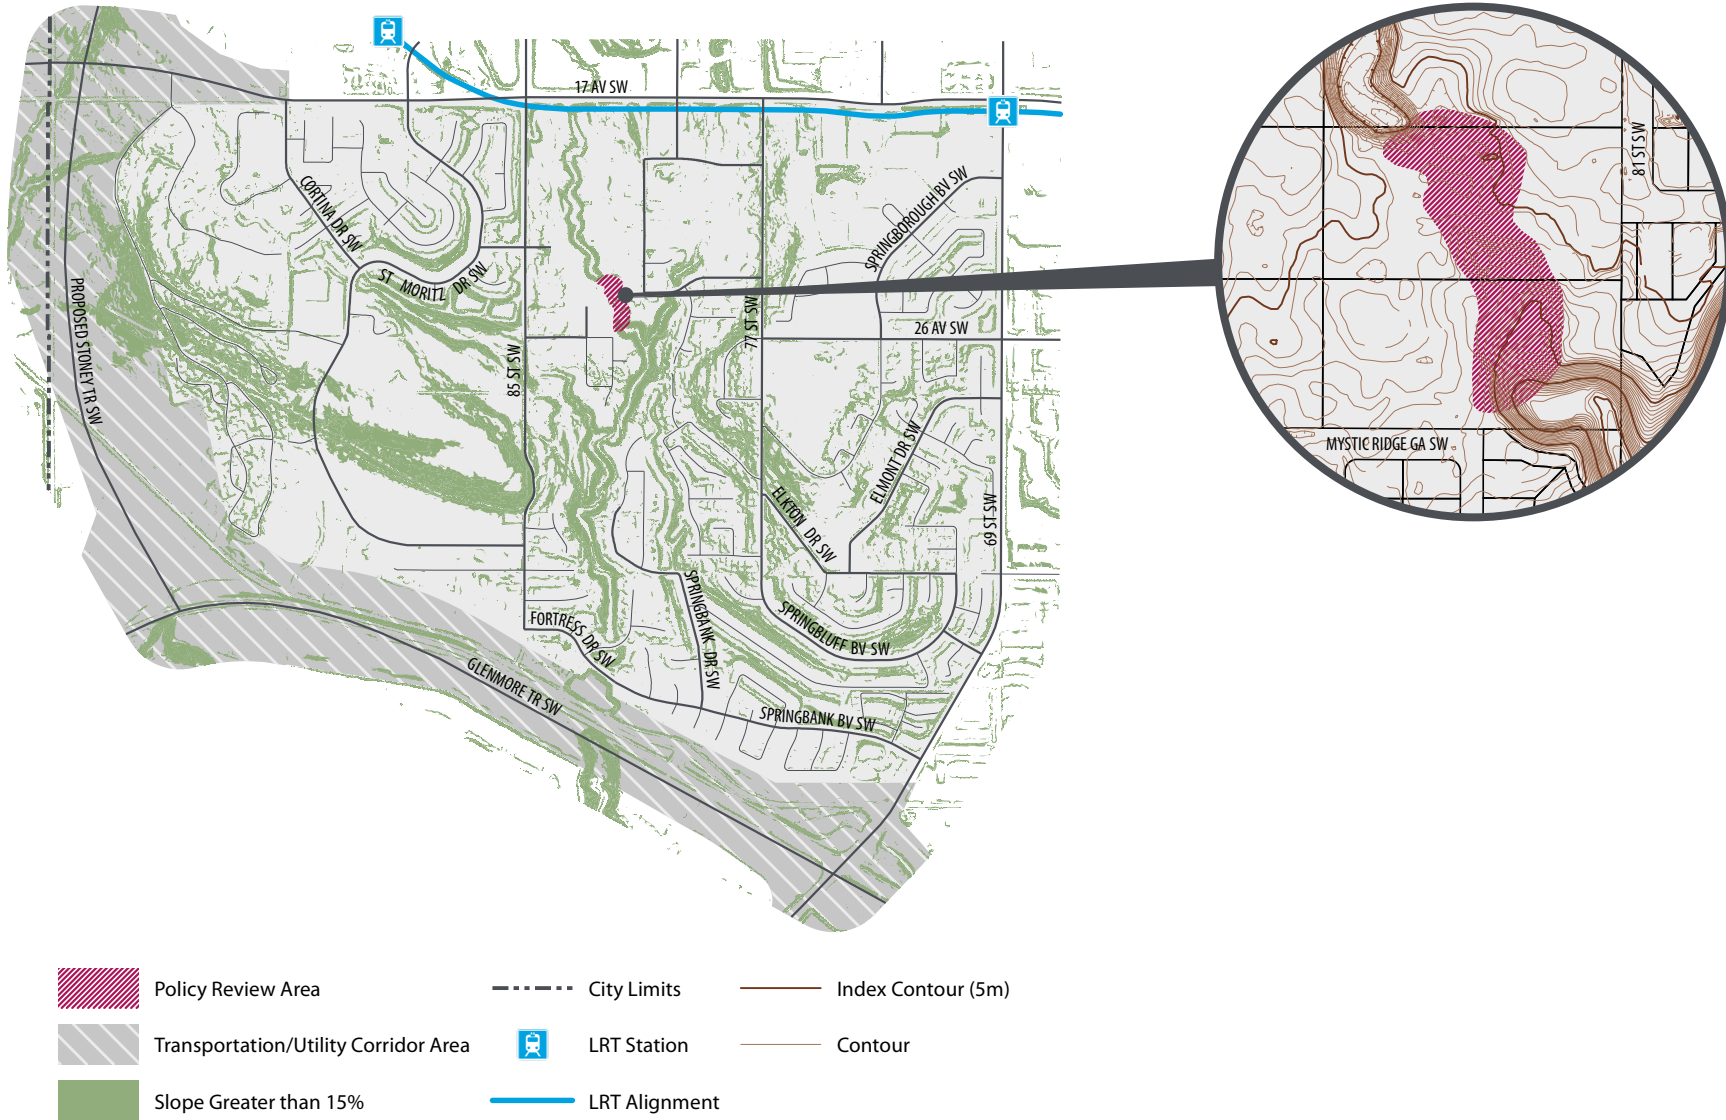 17 AV SW
CORTINA DR SW
ST MORITZ DR SW
SPRINGBOROUGH BV SW
PROPOSED STONEY TR SW
85 ST SW
77 ST SW
26 AV SW
ELMONT DR SW
ELKTON DR SW
69 ST SW
FORTRESS DR SW
SPRINGBANK DR SW
SPRINGBLUFF BV SW
GLENMORE TR SW
SPRINGBANK BV SW
81 ST SW
MYSTIC RIDGE GA SW
Policy Review Area
City Limits
Index Contour (5m)
Transportation/Utility Corridor Area
LRT Station
Contour
Slope Greater than 15%
LRT Alignment